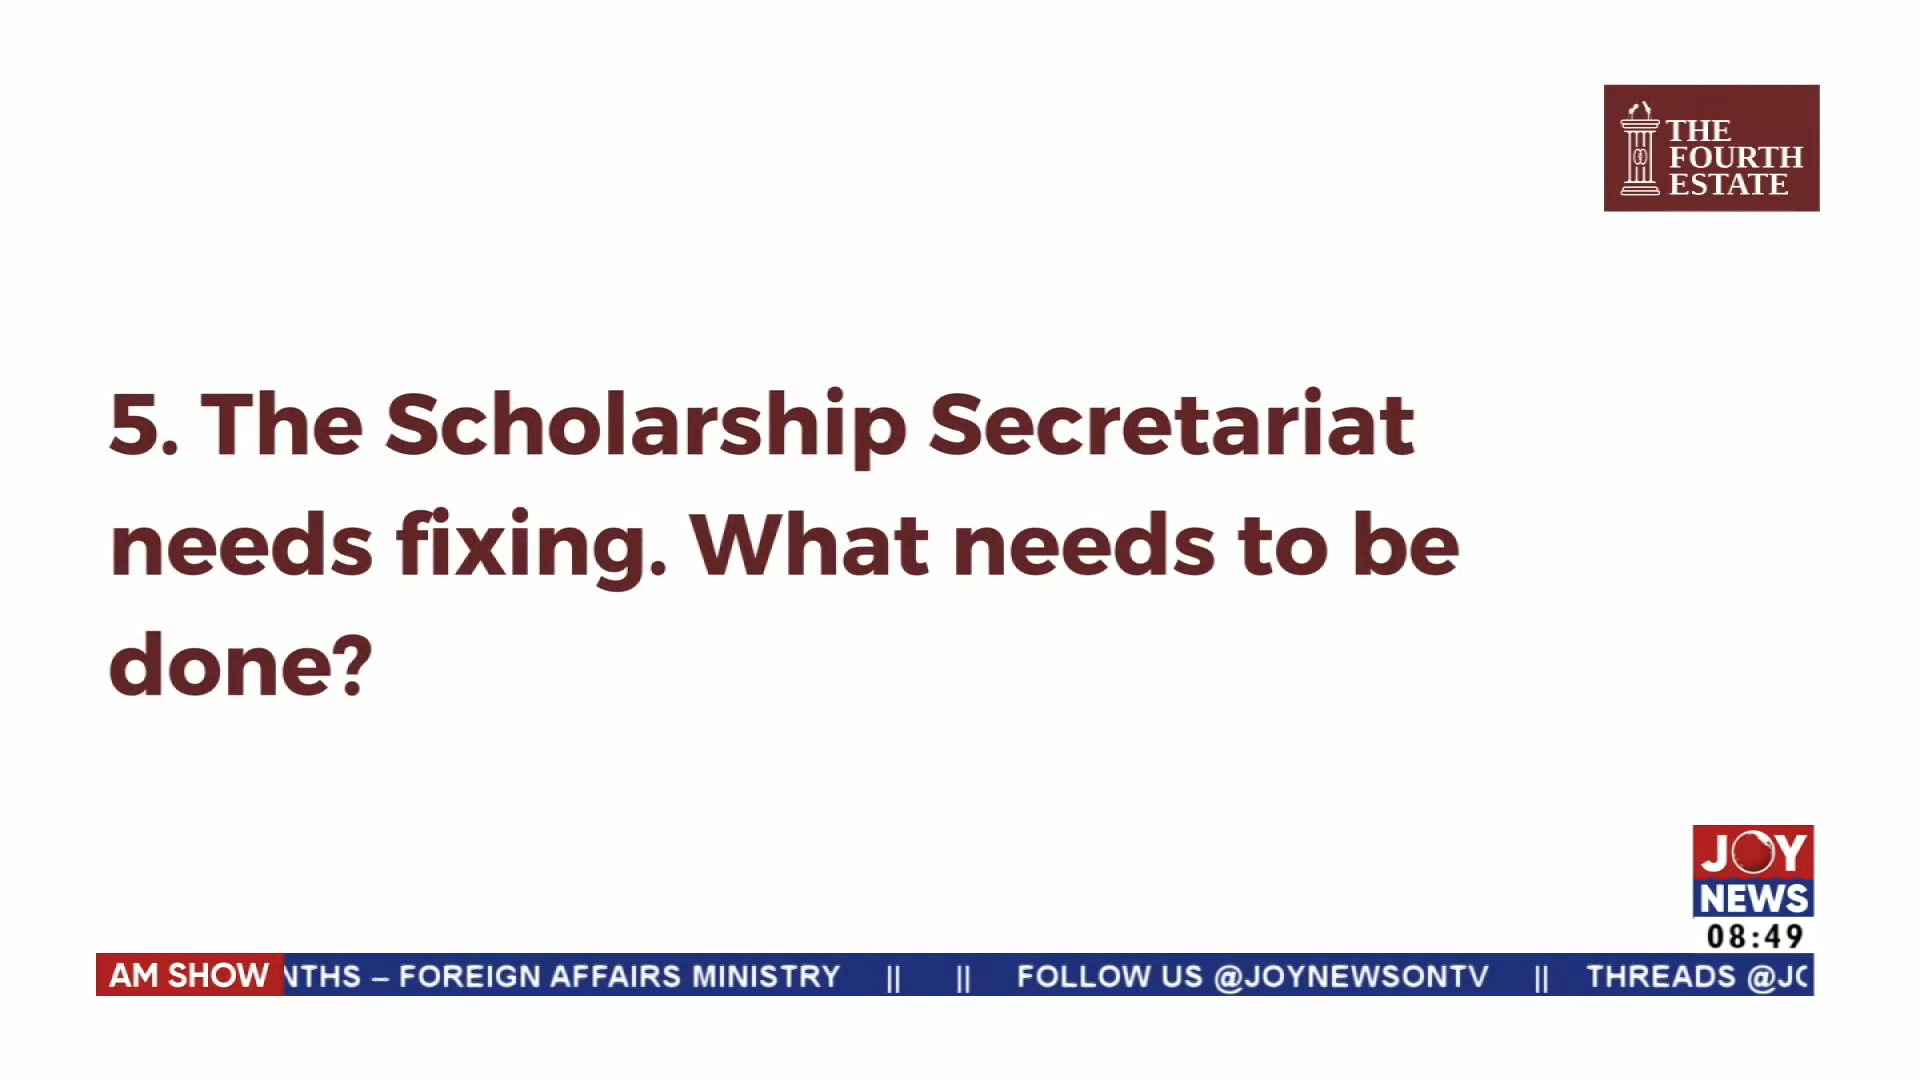 THE
FOURTH
ESTATE
5. The Scholarship Secretariat
needs fixing. What needs to be
done?
JOY
NEWS
08:49
AM SHOW
NTHS – FOREIGN AFFAIRS MINISTRY || || FOLLOW US @JOYNEWSONTV || THREADS @JO